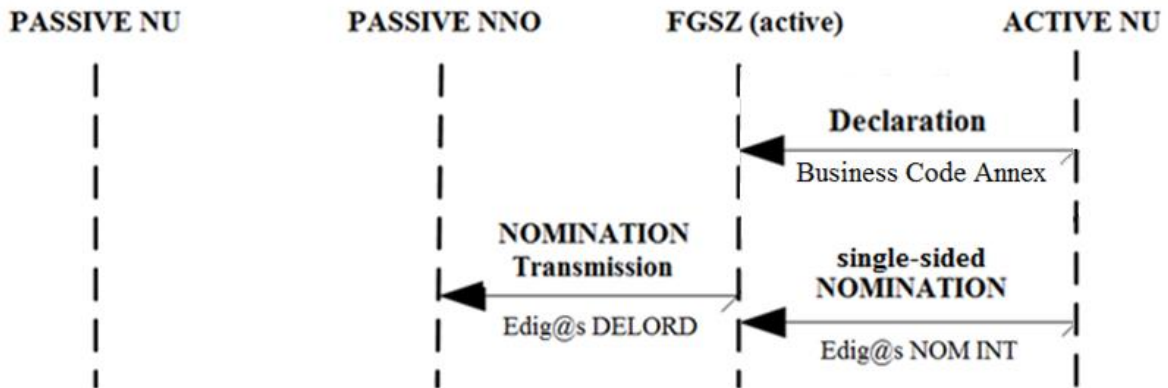 PASSIVE NU PASSIVE NNO FGSZ (active) ACTIVE NU
Declaration
Business Code Annex
NOMINATION
Transmission
Edig@s DELORD
single-sided
NOMINATION
Edig@s NOM INT